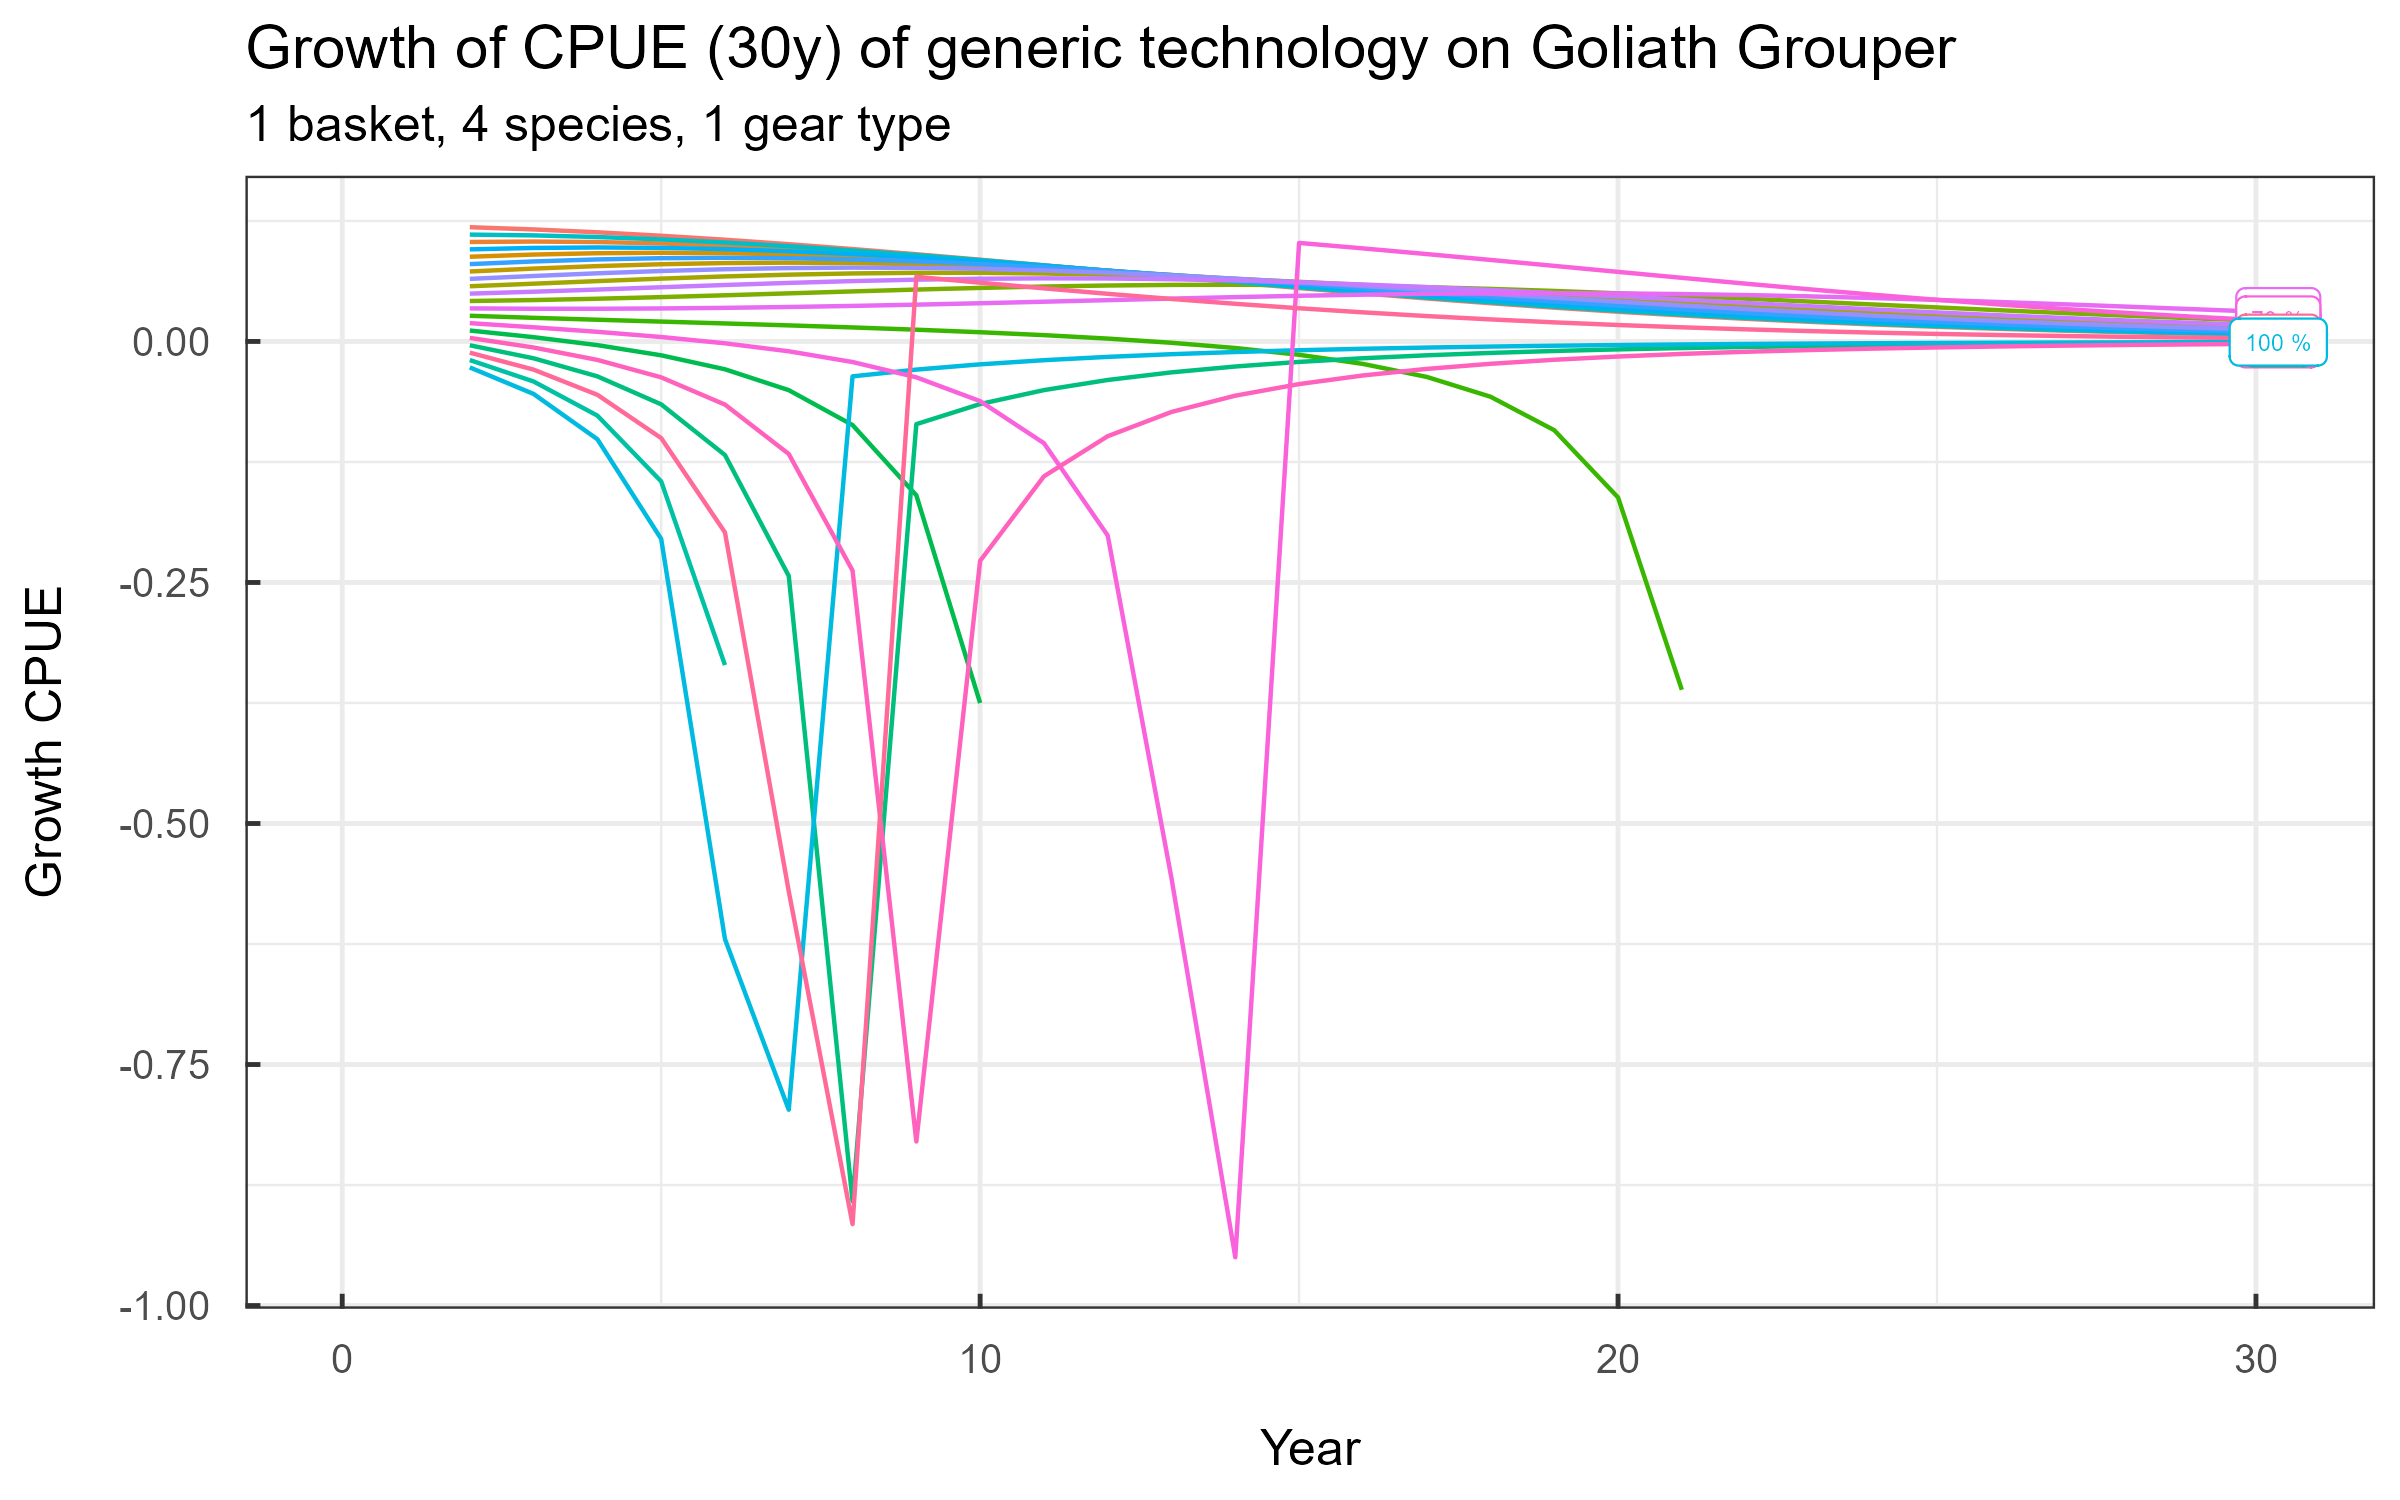 Growth of CPUE (30y) of generic technology on Goliath Grouper
1 basket, 4 species, 1 gear type
Growth CPUE
0.00
-0.25
-0.50
-0.75
-1.00
100 %
0
10
20
30
Year